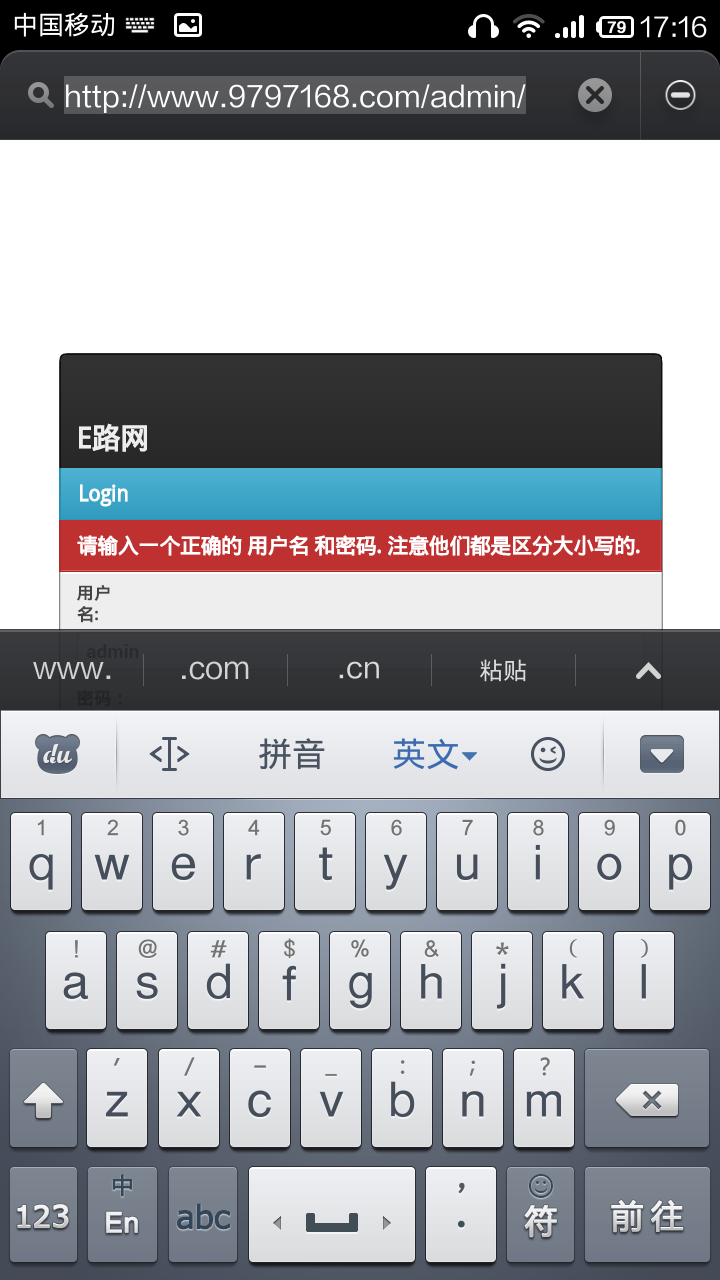 中国移动 79 17:16
http://www.9797168.com/admin/
E路网
Login
请输入一个正确的 用户名 和密码. 注意他们都是区分大小写的.
用户
名:
admin
www. .com .cn 粘贴
密码：
du 拼音 英文
1 2 3 4 5 6 7 8 9 0
q w e r t y u i o p
! @ # $ % & * ( )
a s d f g h j k l
' / - _ : ; ?
z x c v b n m
123 中 En abc , . 符 前往